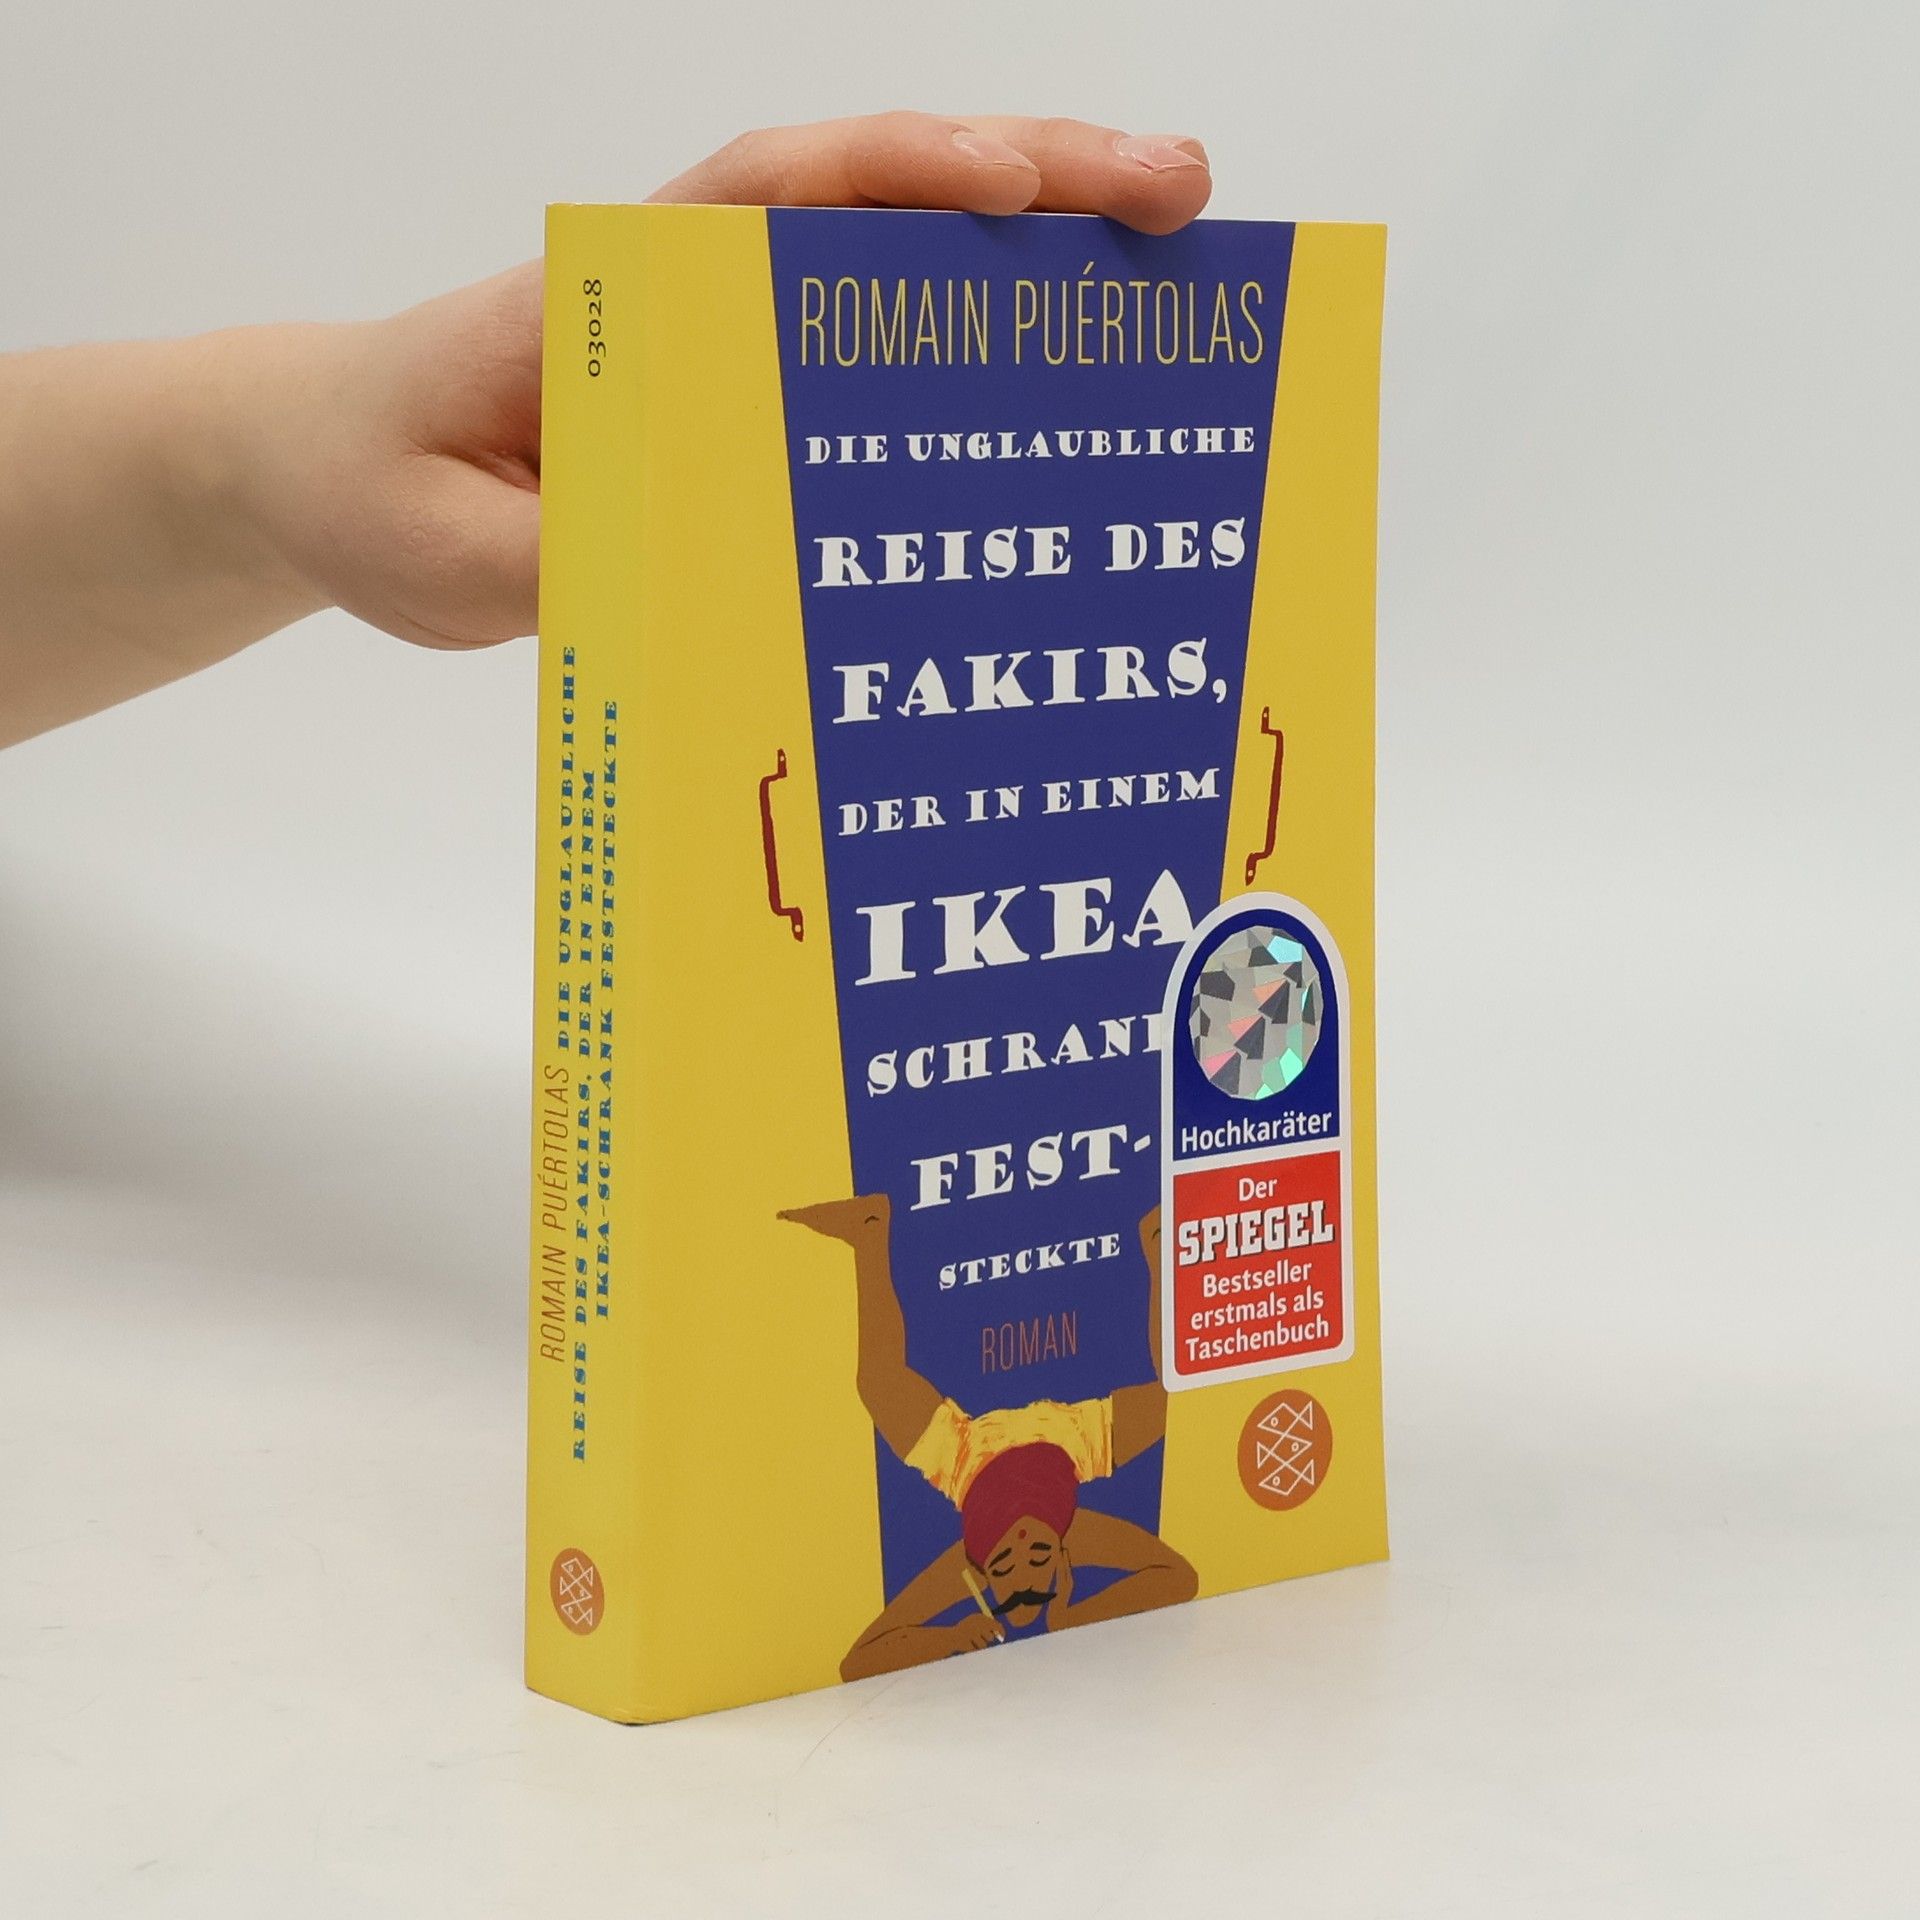 ROMAIN PUÉRTOLAS
DIE UNGLAUBLICHE
REISE DES
FAKIRS,
DER IN EINEM
IKEA
SCHRAN
FEST-
STECKTE
ROMAN
Hochkaräter
Der
SPIEGEL
Bestseller
erstmals als
Taschenbuch
03028
ROMAIN PUÉRTOLAS DIE UNGLAUBLICHE
REISE DES FAKIRS, DER IN EINEM
IKEA-SCHRANK FESTSTECKTE